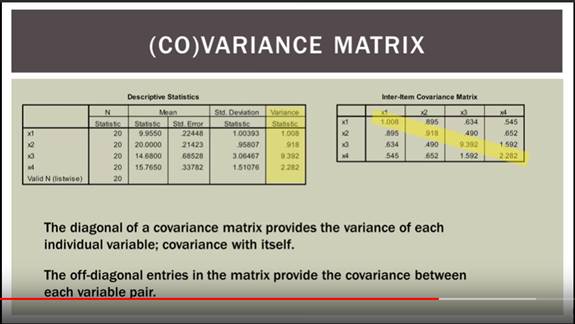 (CO)VARIANCE MATRIX
Descriptive Statistics
N Mean Std. Deviation Variance
Statistic Statistic Std. Error Statistic Statistic
x1 20 9.9550 .22448 1.00393 1.008
x2 20 20.0000 .21423 .95807 .918
x3 20 14.6800 .68528 3.06467 9.392
x4 20 15.7650 .33782 1.51076 2.282
Valid N (listwise) 20
Inter-Item Covariance Matrix
x1 x2 x3 x4
x1 1.008 .895 .634 .545
x2 .895 .918 .490 .652
x3 .634 .490 9.392 1.592
x4 .545 .652 1.592 2.282
The diagonal of a covariance matrix provides the variance of each
individual variable; covariance with itself.
The off-diagonal entries in the matrix provide the covariance between
each variable pair.